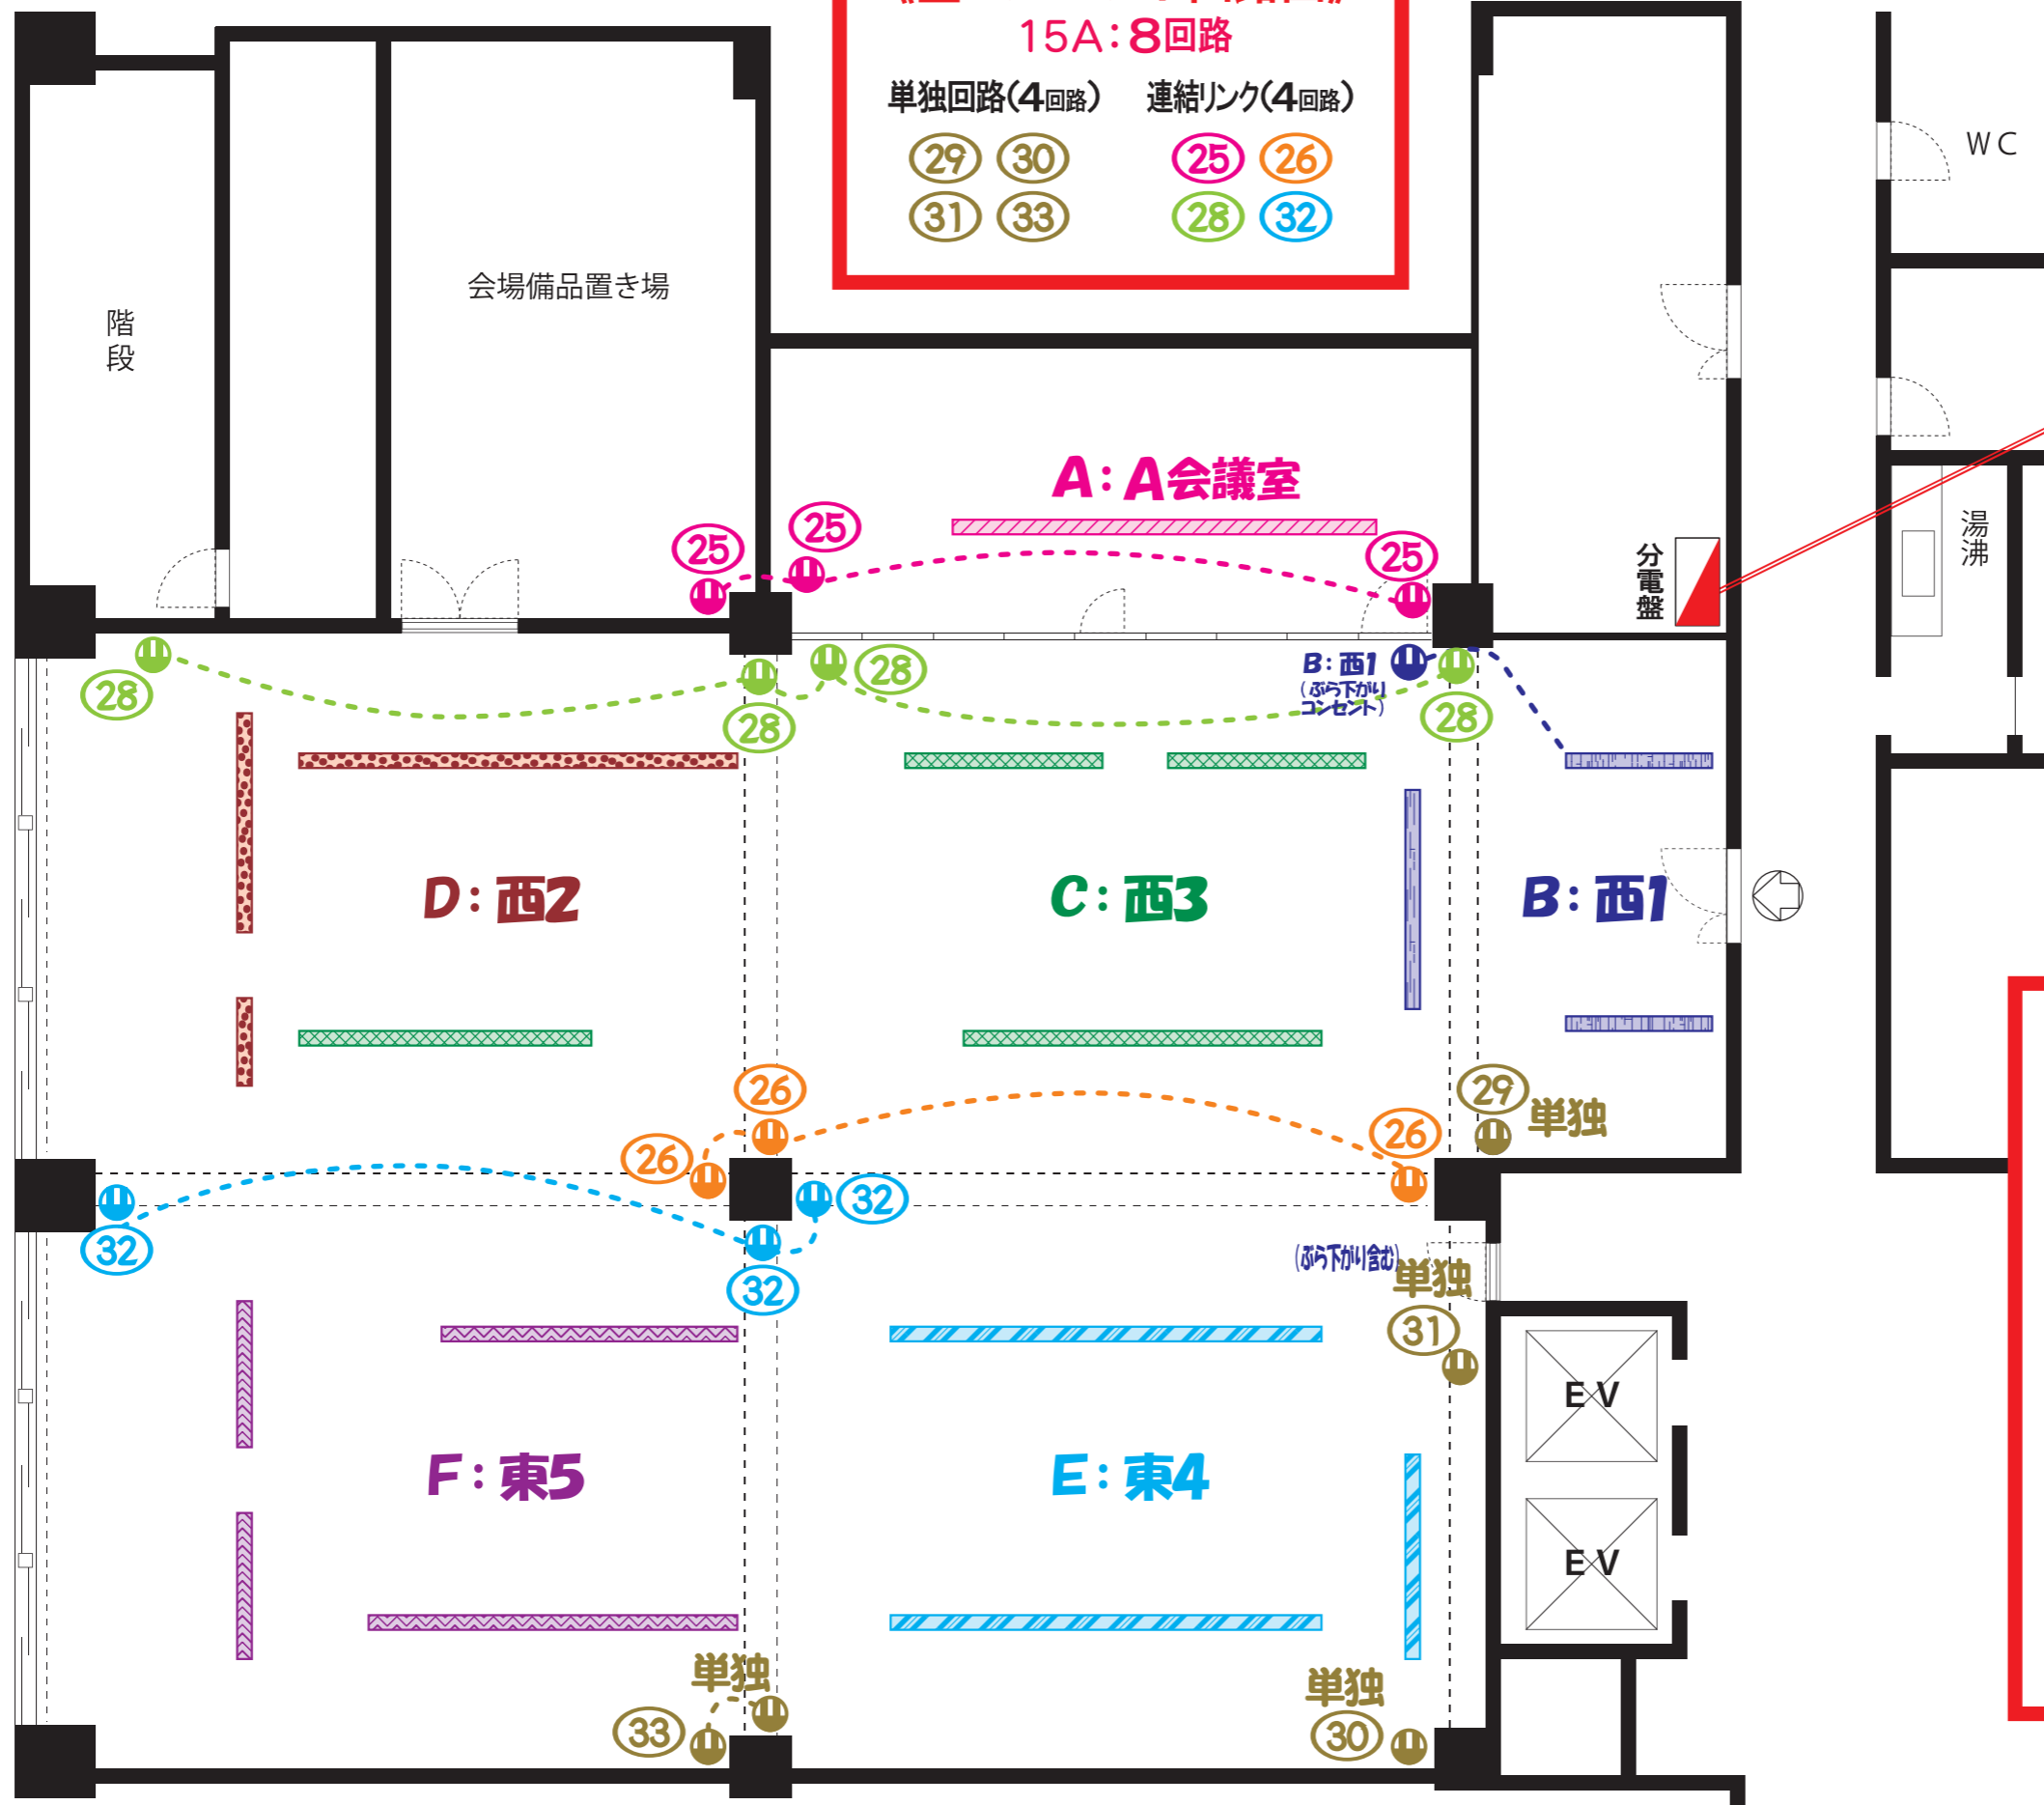 15A：8回路
単独回路(4回路) 連結リンク(4回路)
29 30 25 26
31 33 28 32
WC
階段
会場備品置き場
A：A会議室
25
25
25
分電盤
湯沸
28
28
28
28
B：西1
(ぶら下がり
コンセント)
D：西2
C：西3
B：西1
26
26
26
29
単独
32
32
32
(ぶら下がり含む)
単独
31
EV
F：東5
E：東4
EV
単独
33
単独
30